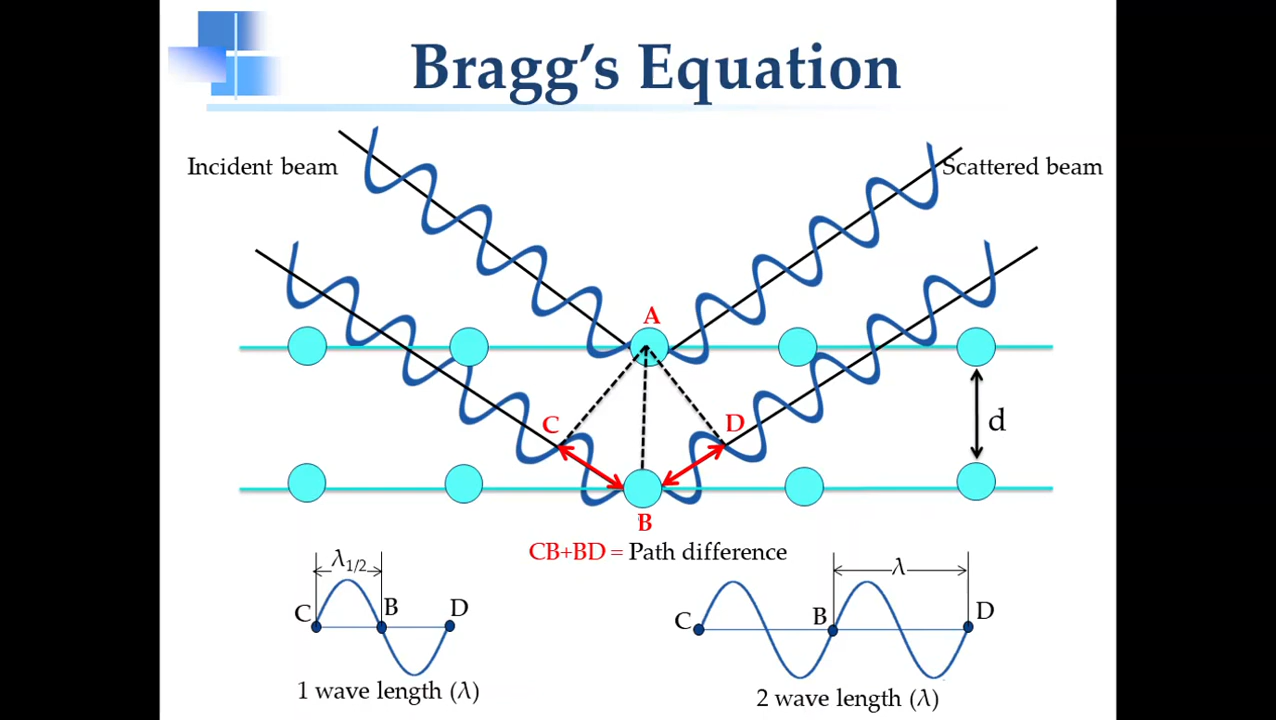 Bragg’s Equation
Incident beam
Scattered beam
A
C
D
d
B
CB+BD = Path difference
λ1/2
λ
C
B
D
C
B
D
1 wave length (λ)
2 wave length (λ)